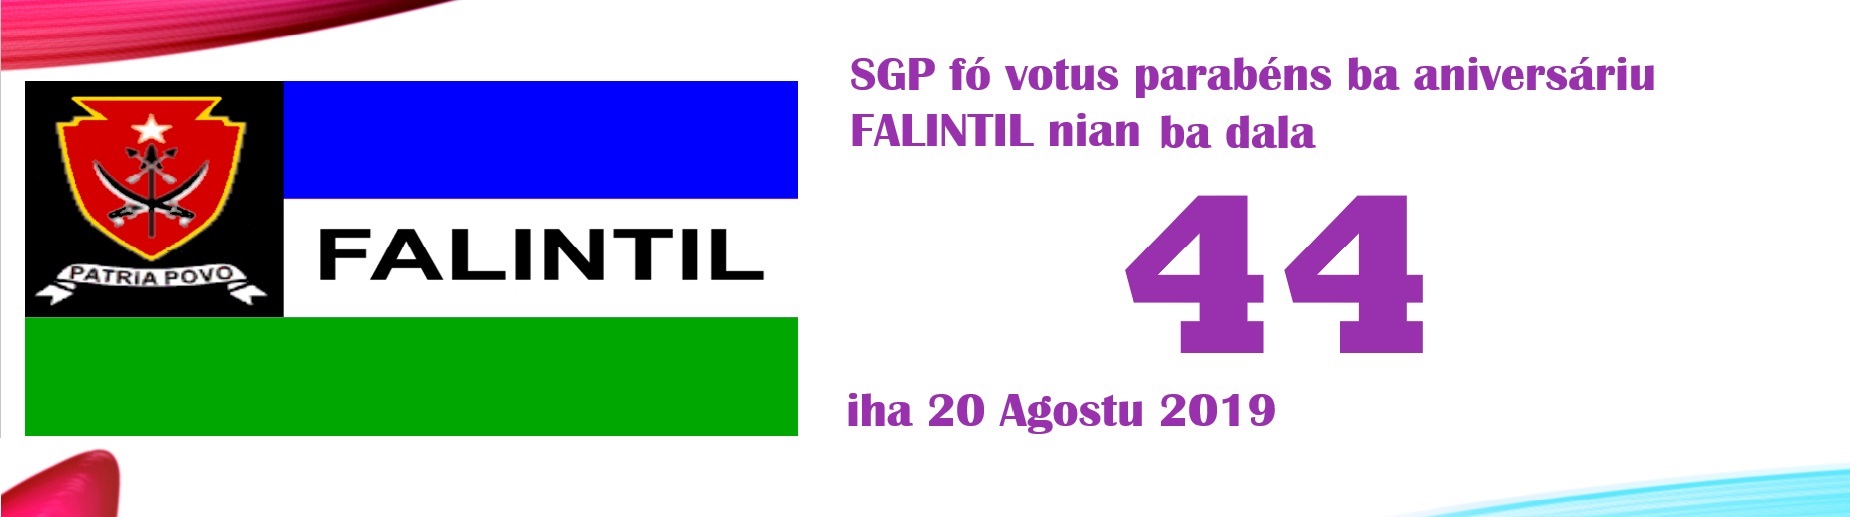 PATRIA POVO
FALINTIL
SGP fó votus parabéns ba aniversáriu
FALINTIL nian ba dala
44
iha 20 Agostu 2019